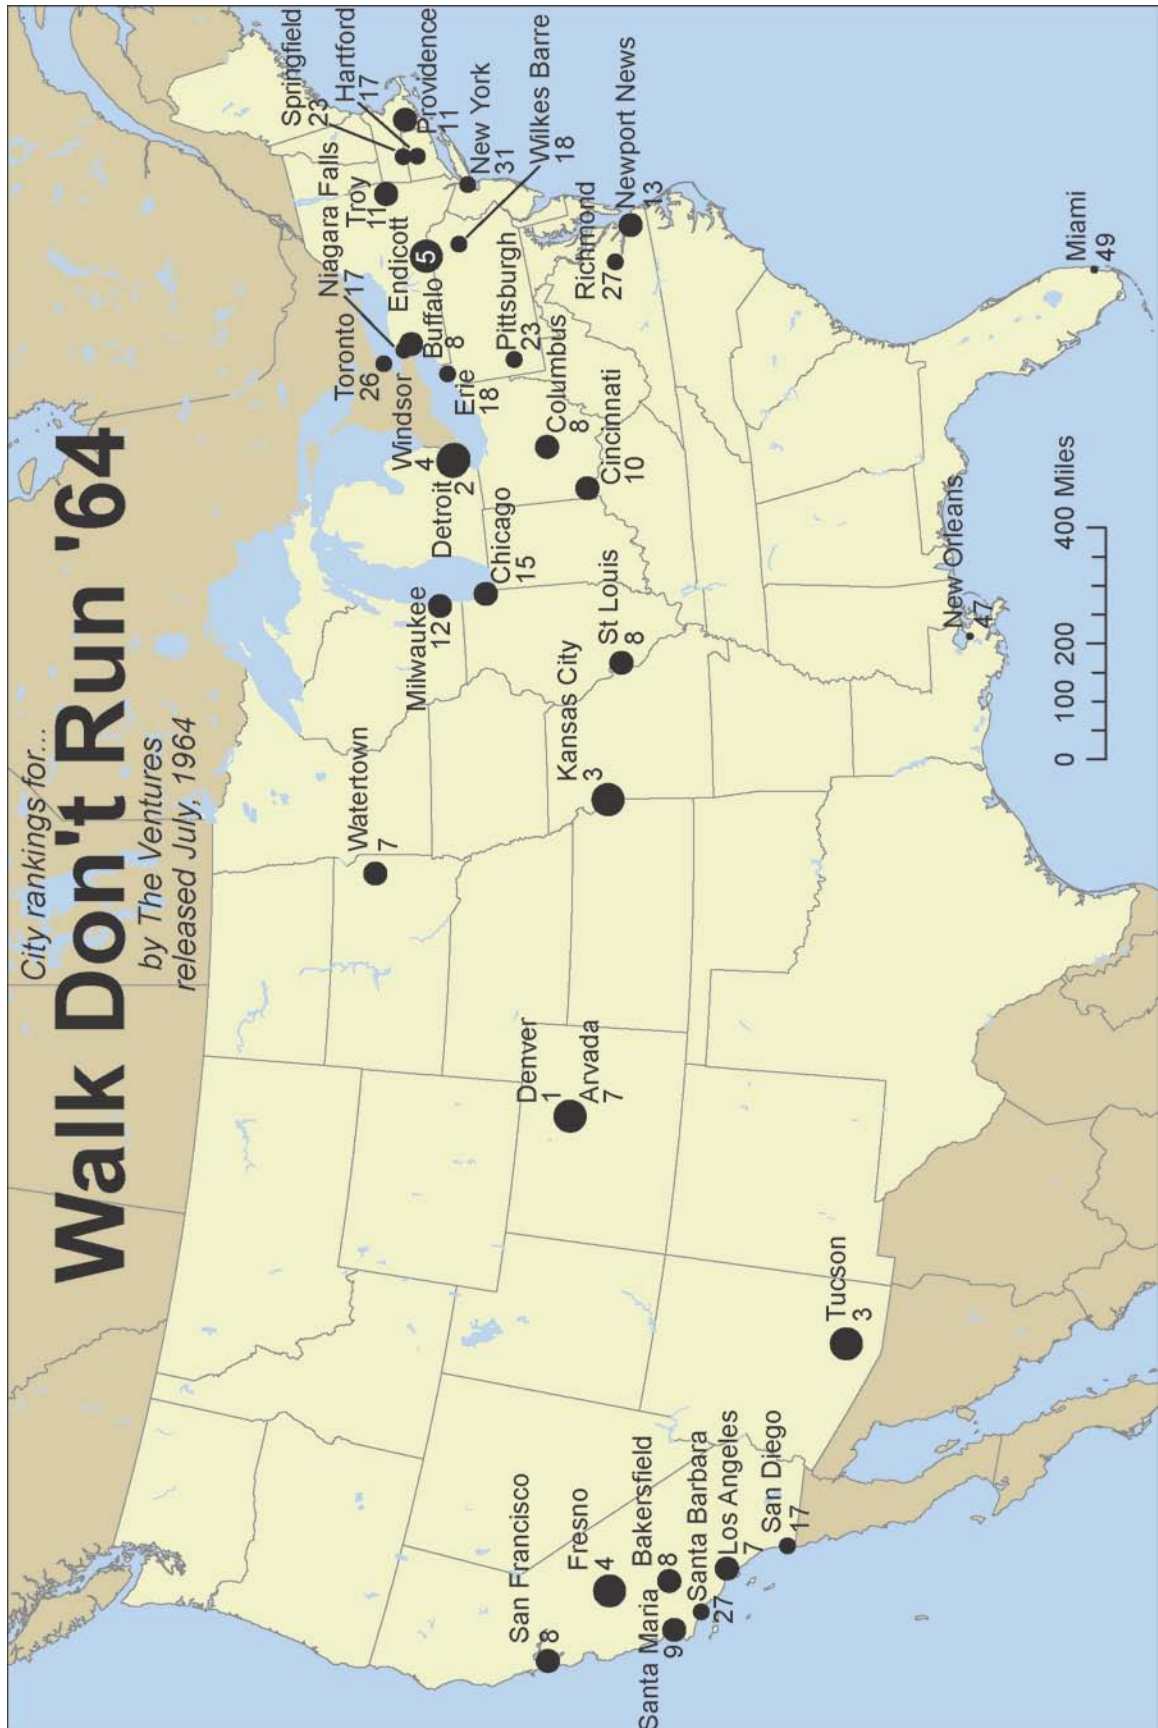 City rankings for...
Walk Don't Run '64
by The Ventures
released July, 1964
San Francisco
8
Fresno
4
Bakersfield
8
Santa Maria
9
Santa Barbara
27
Los Angeles
7
San Diego
17
Tucson
3
Denver
1
Arvada
7
Watertown
7
Kansas City
3
St Louis
8
Milwaukee
12
Chicago
15
Detroit
2
Windsor
4
Cincinnati
10
Columbus
8
Toronto
26
Niagara Falls
17
Buffalo
8
Erie
18
Pittsburgh
23
Endicott
5
Troy
11
Springfield
23
Hartford
17
Providence
11
New York
31
Wilkes Barre
18
Richmond
27
Newport News
13
New Orleans
47
Miami
49
0 100 200 400 Miles